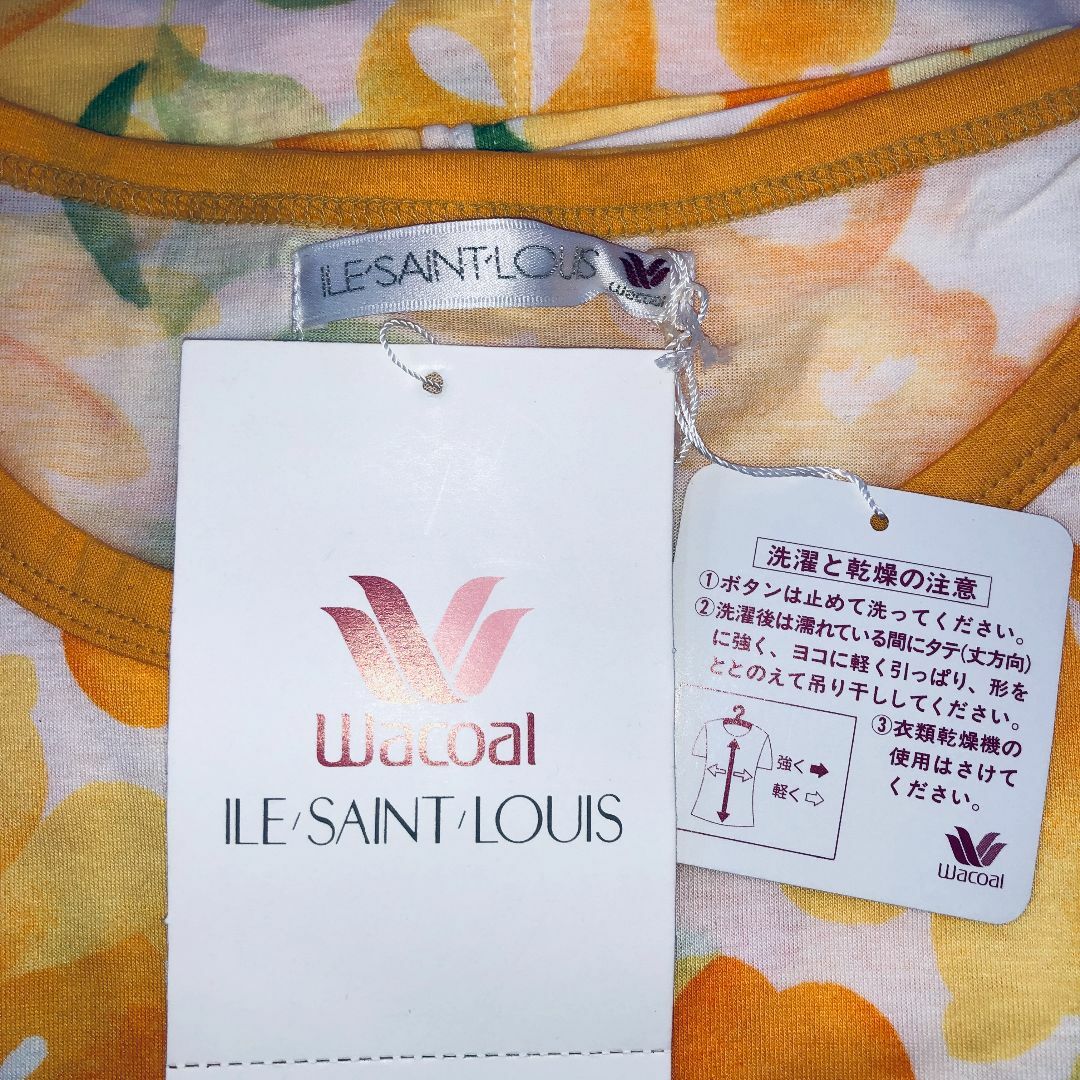 ILE SAINT LOUIS
Wacoal
Wacoal
ILE SAINT LOUIS
洗濯と乾燥の注意
①ボタンは止めて洗ってください。
②洗濯後は濡れている間にタテ(丈方向)
に強く、ヨコに軽く引っぱり、形を
ととのえて吊り干ししてください。
③衣類乾燥機の
使用はさけて
ください。
強く
軽く
Wacoal